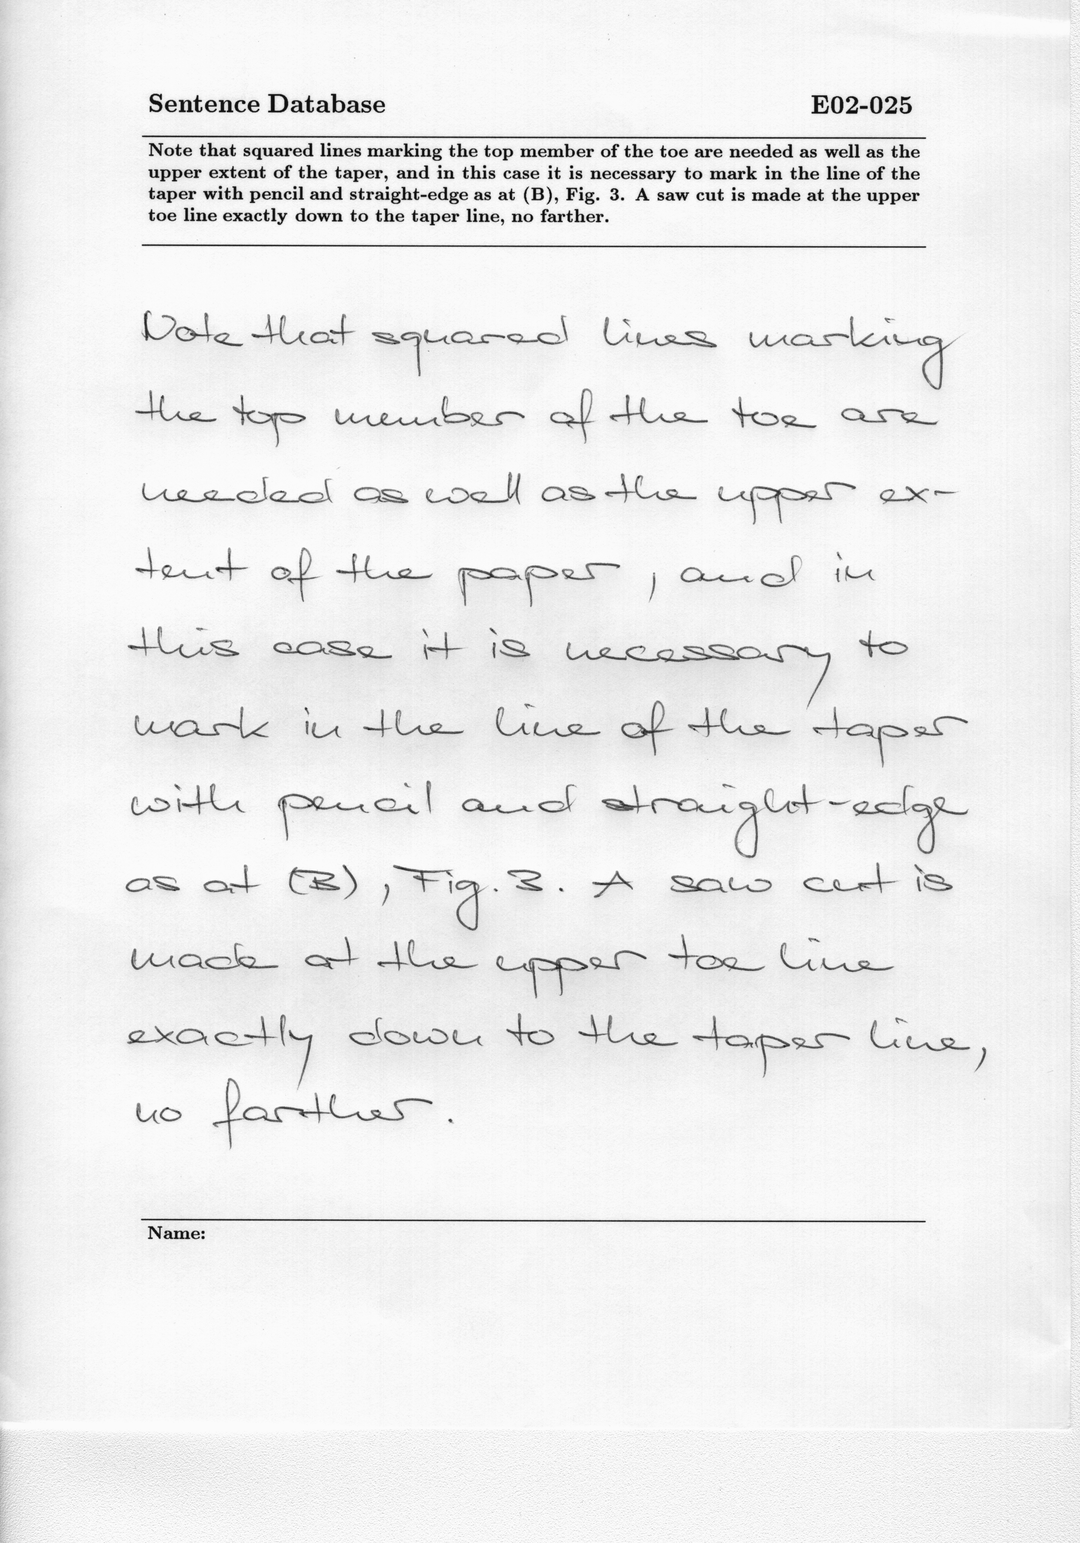 Sentence Database E02-025
Note that squared lines marking the top member of the toe are needed as well as the
upper extent of the taper, and in this case it is necessary to mark in the line of the
taper with pencil and straight-edge as at (B), Fig. 3. A saw cut is made at the upper
toe line exactly down to the taper line, no farther.
Note that squared lines marking
the top member of the toe are
needed as well as the upper ex-
tent of the paper, and in
this case it is necessary to
mark in the line of the taper
with pencil and straight-edge
as at (B), Fig. 3. A saw cut is
made at the upper toe line
exactly down to the taper line,
no farther.
Name: